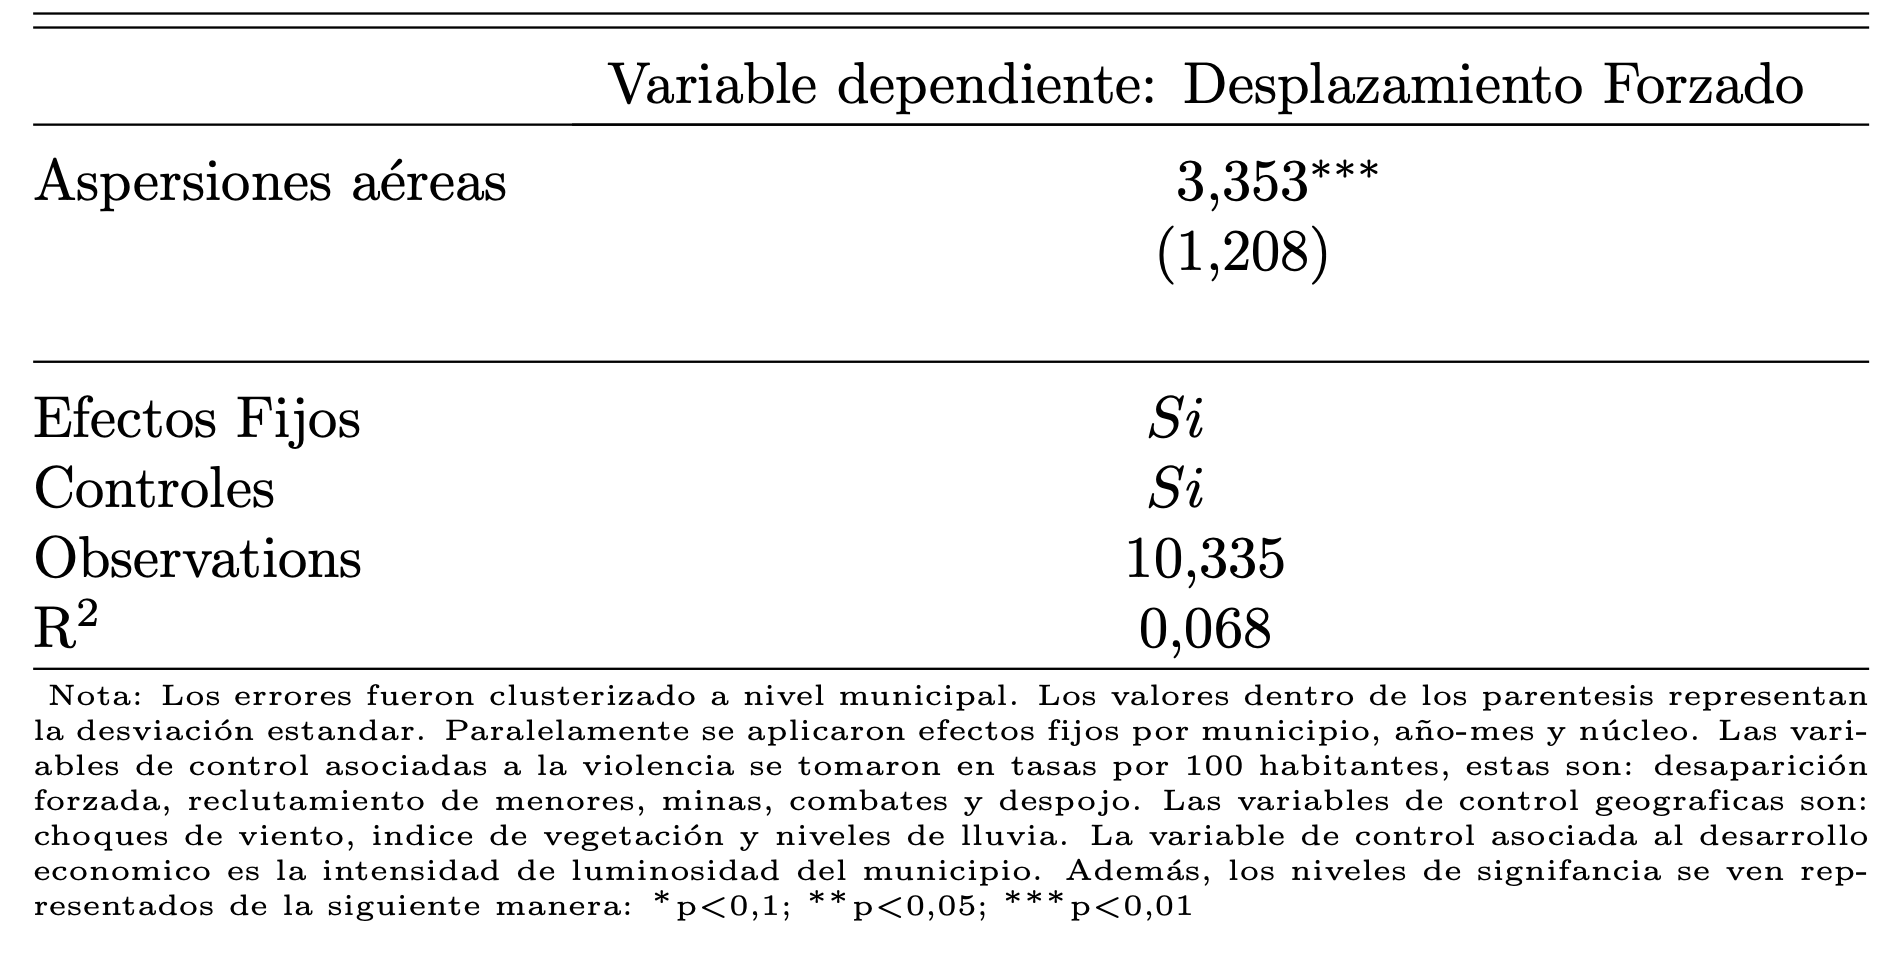 Variable dependiente: Desplazamiento Forzado
Aspersiones aéreas 3,353***
(1,208)
Efectos Fijos Si
Controles Si
Observations 10,335
R² 0,068
Nota: Los errores fueron clusterizado a nivel municipal. Los valores dentro de los parentesis representan
la desviación estandar. Paralelamente se aplicaron efectos fijos por municipio, año-mes y núcleo. Las vari-
ables de control asociadas a la violencia se tomaron en tasas por 100 habitantes, estas son: desaparición
forzada, reclutamiento de menores, minas, combates y despojo. Las variables de control geograficas son:
choques de viento, indice de vegetación y niveles de lluvia. La variable de control asociada al desarrollo
economico es la intensidad de luminosidad del municipio. Además, los niveles de signifancia se ven rep-
resentados de la siguiente manera: *p<0,1; **p<0,05; ***p<0,01